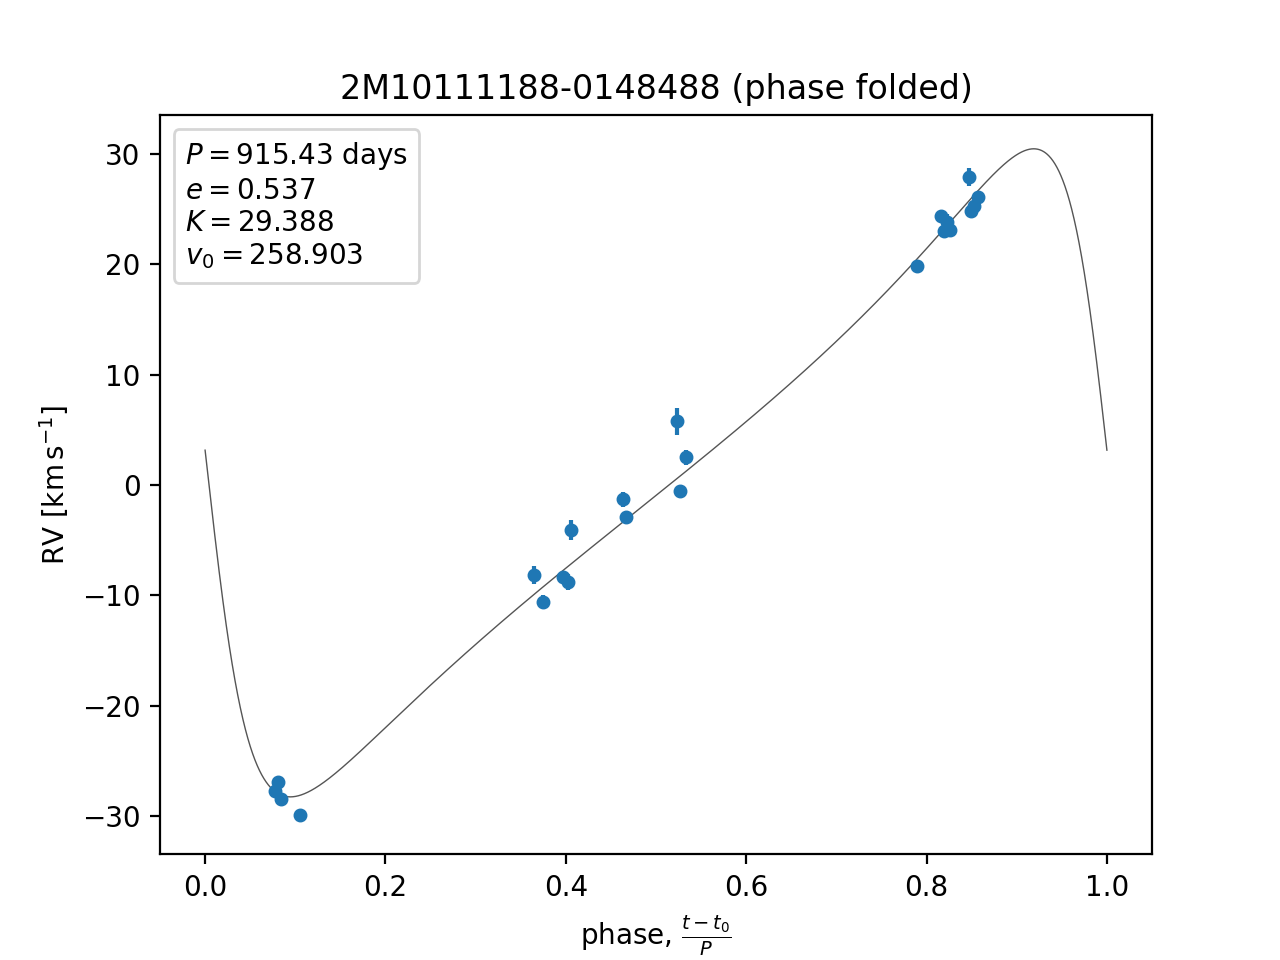 2M10111188-0148488 (phase folded)
P = 915.43 days
e = 0.537
K = 29.388
v₀ = 258.903
30
20
10
0
−10
−20
−30
RV [km s⁻¹]
0.0 0.2 0.4 0.6 0.8 1.0
phase, (t − t₀)/P